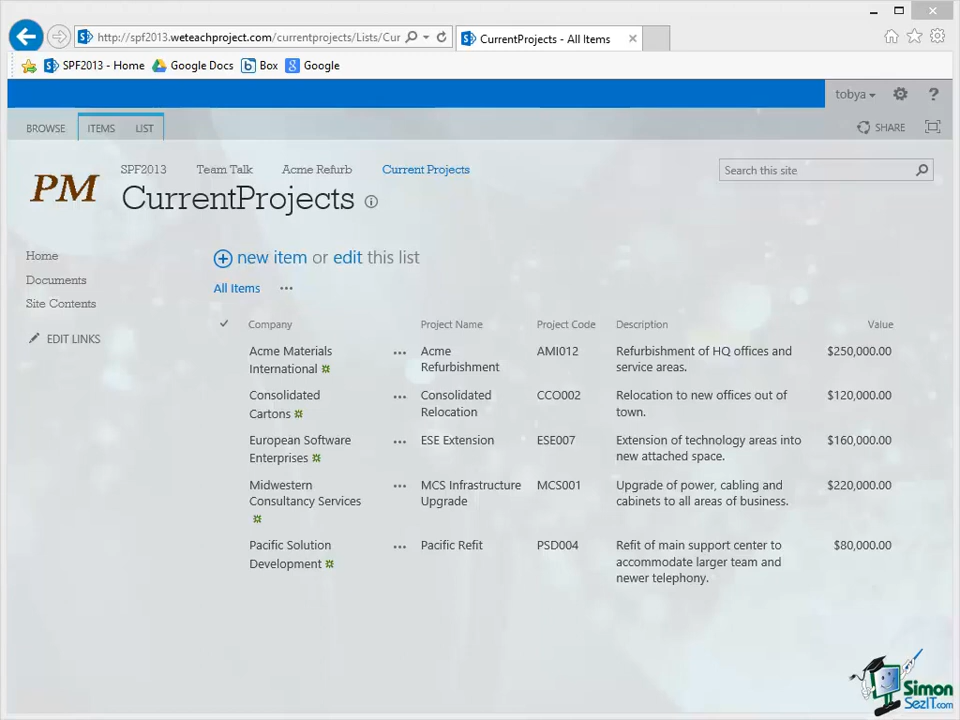 http://spf2013.weteachproject.com/currentprojects/Lists/Cur
CurrentProjects - All Items
SPF2013 - Home Google Docs Box Google
tobya
BROWSE ITEMS LIST SHARE
SPF2013 Team Talk Acme Refurb Current Projects
Search this site
PM
CurrentProjects
Home
Documents
Site Contents
EDIT LINKS
new item or edit this list
All Items ...
Company Project Name Project Code Description Value
Acme Materials ... Acme AMI012 Refurbishment of HQ offices and $250,000.00
International Refurbishment service areas.
Consolidated ... Consolidated CCO002 Relocation to new offices out of $120,000.00
Cartons Relocation town.
European Software ... ESE Extension ESE007 Extension of technology areas into $160,000.00
Enterprises new attached space.
Midwestern ... MCS Infrastructure MCS001 Upgrade of power, cabling and $220,000.00
Consultancy Services Upgrade cabinets to all areas of business.
Pacific Solution ... Pacific Refit PSD004 Refit of main support center to $80,000.00
Development accommodate larger team and
newer telephony.
Simon
SezIT.com